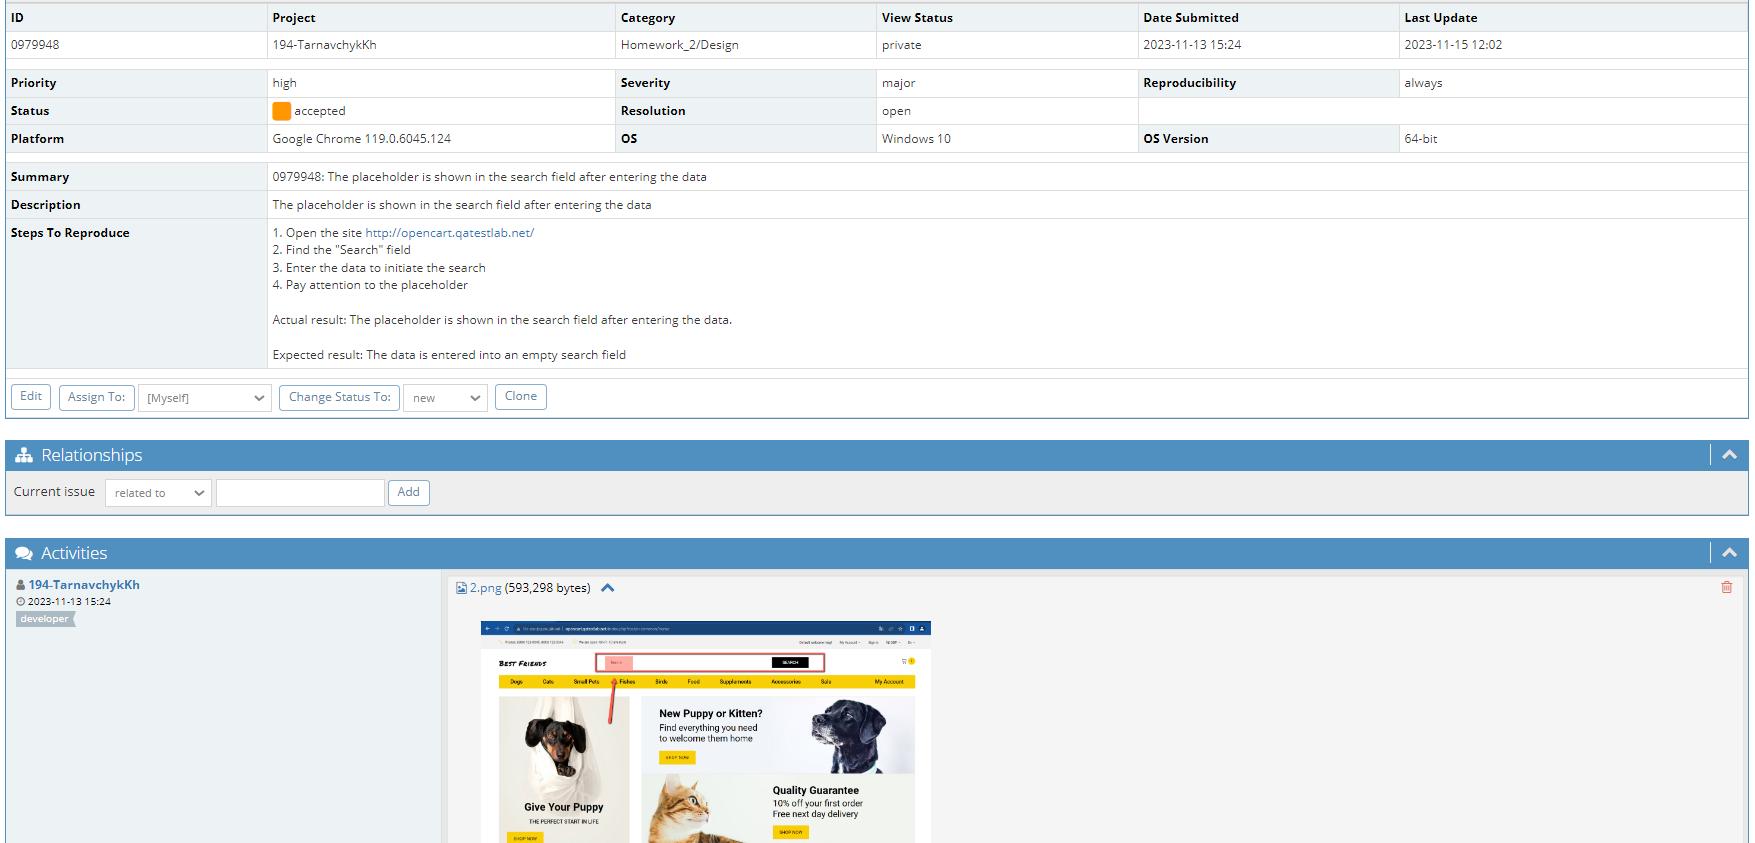 ID Project Category View Status Date Submitted Last Update
0979948 194-TarnavchykKh Homework_2/Design private 2023-11-13 15:24 2023-11-15 12:02
Priority high Severity major Reproducibility always
Status accepted Resolution open
Platform Google Chrome 119.0.6045.124 OS Windows 10 OS Version 64-bit
Summary 0979948: The placeholder is shown in the search field after entering the data
Description The placeholder is shown in the search field after entering the data
Steps To Reproduce 1. Open the site http://opencart.qatestlab.net/
2. Find the "Search" field
3. Enter the data to initiate the search
4. Pay attention to the placeholder
Actual result: The placeholder is shown in the search field after entering the data.
Expected result: The data is entered into an empty search field
Edit Assign To: [Myself] Change Status To: new Clone
Relationships
Current issue related to Add
Activities
194-TarnavchykKh
2023-11-13 15:24
developer
2.png (593,298 bytes)
BEST FRIENDS SEARCH
Dogs Cats Small Pets Fishes Birds Food Supplements Accessories Sale My Account
New Puppy or Kitten?
Find everything you need
to welcome them home
SHOP NOW
Give Your Puppy
THE PERFECT START IN LIFE
SHOP NOW
Quality Guarantee
10% off your first order
Free next day delivery
SHOP NOW